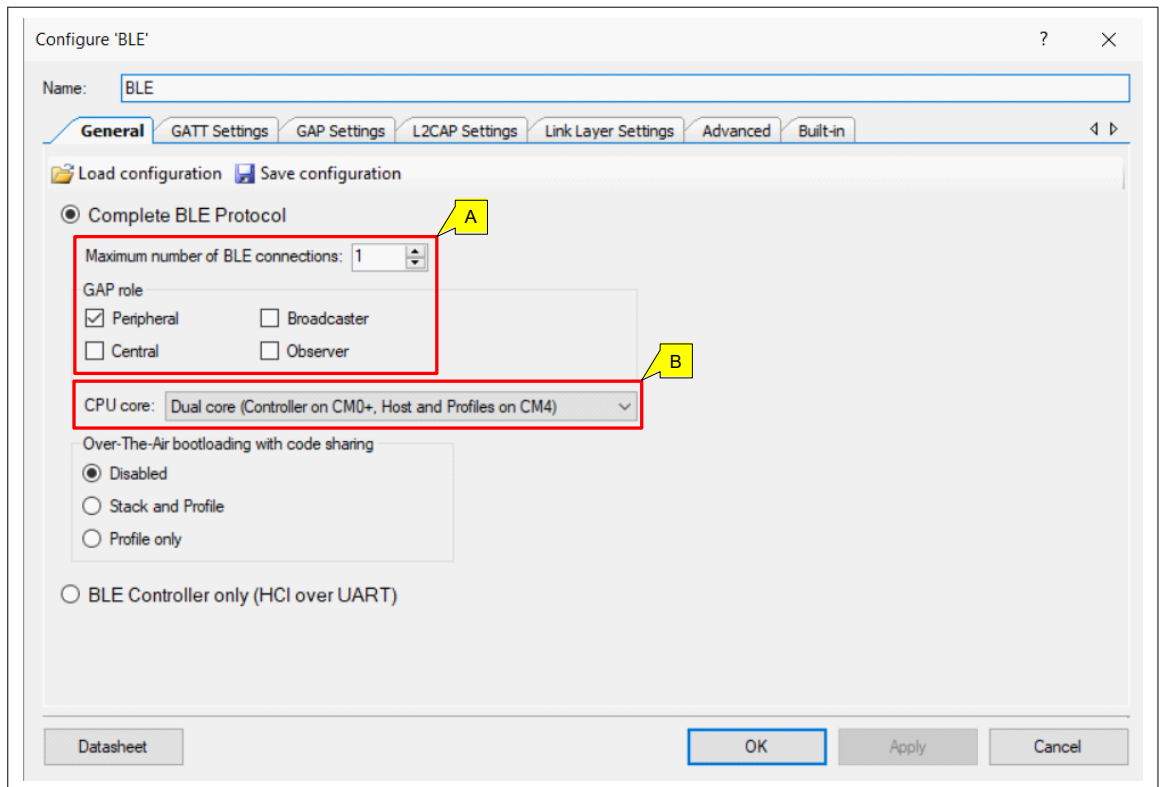 Configure 'BLE'
?
Name: BLE
General GATT Settings GAP Settings L2CAP Settings Link Layer Settings Advanced Built-in
Load configuration Save configuration
Complete BLE Protocol
A
Maximum number of BLE connections: 1
GAP role
Peripheral Broadcaster
Central Observer
B
CPU core: Dual core (Controller on CM0+, Host and Profiles on CM4)
Over-The-Air bootloading with code sharing
Disabled
Stack and Profile
Profile only
BLE Controller only (HCI over UART)
Datasheet OK Apply Cancel